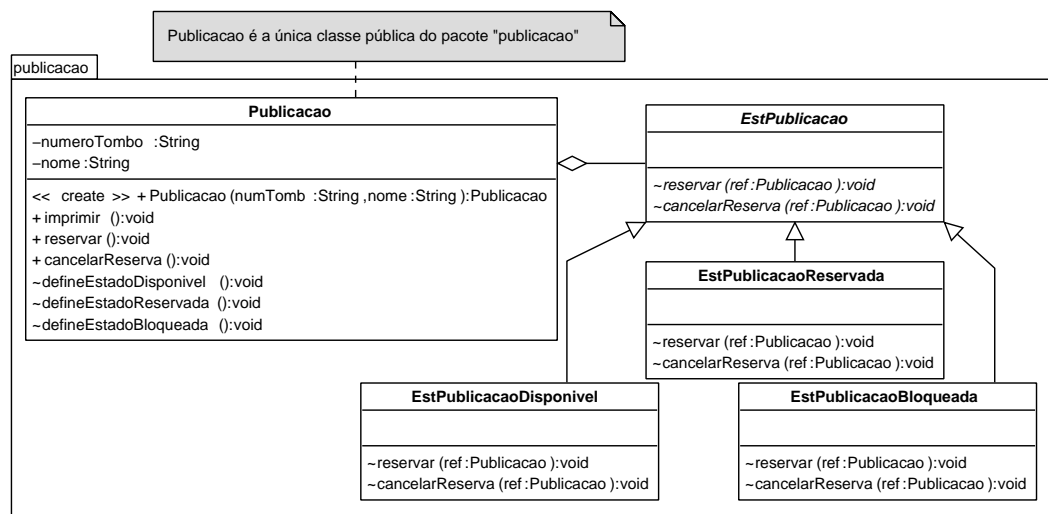 Publicacao é a única classe pública do pacote "publicacao"
publicacao
Publicacao
−numeroTombo :String
−nome :String
<< create >> + Publicacao (numTomb :String ,nome :String ):Publicacao
+ imprimir ():void
+ reservar ():void
+ cancelarReserva ():void
~defineEstadoDisponivel ():void
~defineEstadoReservada ():void
~defineEstadoBloqueada ():void
EstPublicacao
~reservar (ref :Publicacao ):void
~cancelarReserva (ref :Publicacao ):void
EstPublicacaoReservada
~reservar (ref :Publicacao ):void
~cancelarReserva (ref :Publicacao ):void
EstPublicacaoDisponivel
~reservar (ref :Publicacao ):void
~cancelarReserva (ref :Publicacao ):void
EstPublicacaoBloqueada
~reservar (ref :Publicacao ):void
~cancelarReserva (ref :Publicacao ):void